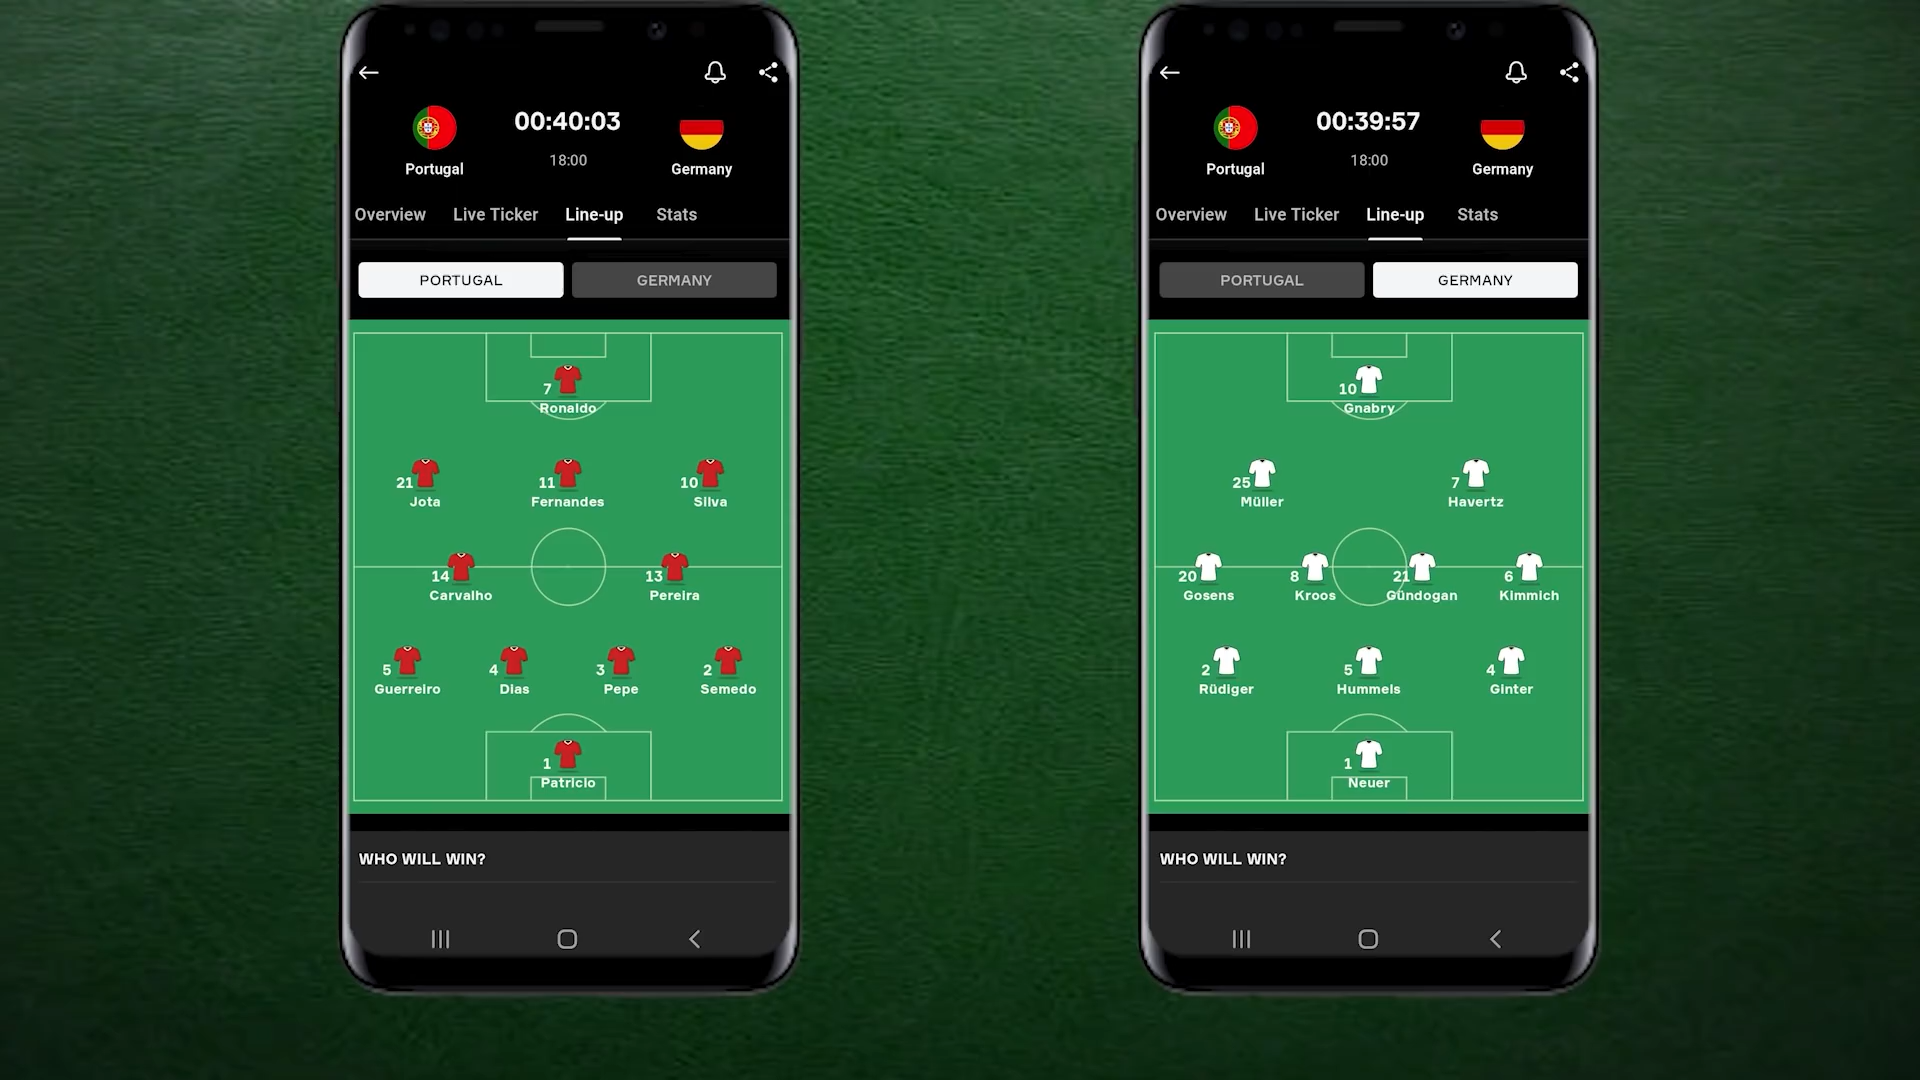 00:40:03
18:00
Portugal
Germany
Overview Live Ticker Line-up Stats
PORTUGAL GERMANY
7
Ronaldo
21 11 10
Jota Fernandes Silva
14 13
Carvalho Pereira
5 4 3 2
Guerreiro Dias Pepe Semedo
1
Patricio
WHO WILL WIN?
00:39:57
18:00
Portugal
Germany
Overview Live Ticker Line-up Stats
PORTUGAL GERMANY
10
Gnabry
25 7
Müller Havertz
20 8 21 6
Gosens Kroos Gündogan Kimmich
2 5 4
Rüdiger Hummels Ginter
1
Neuer
WHO WILL WIN?